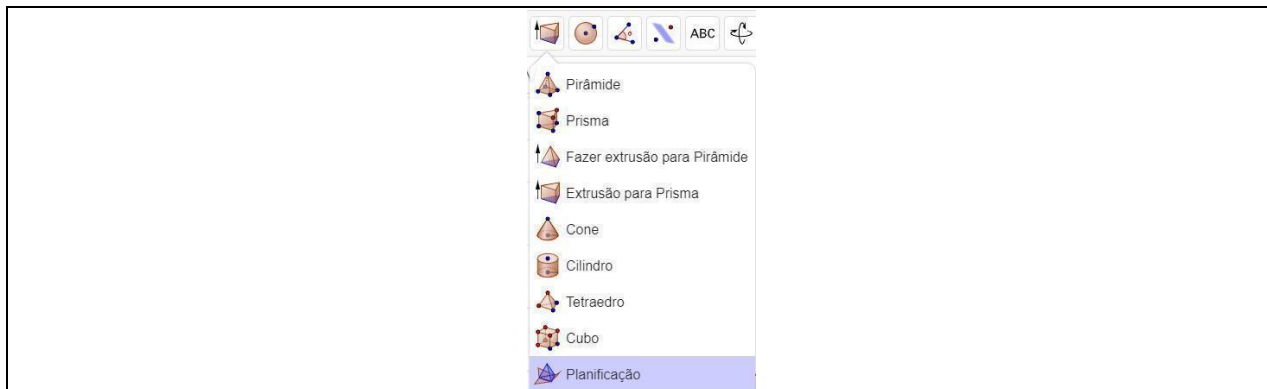 ABC
Pirâmide
Prisma
Fazer extrusão para Pirâmide
Extrusão para Prisma
Cone
Cilindro
Tetraedro
Cubo
Planificação